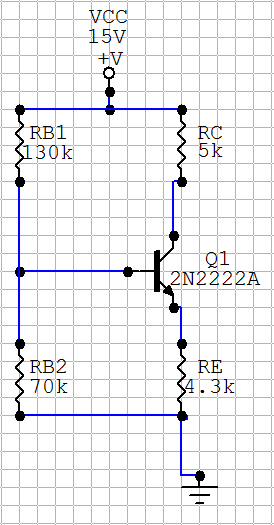 VCC
15V
+V
RB1
130k
RC
5k
Q1
2N2222A
RB2
70k
RE
4.3k